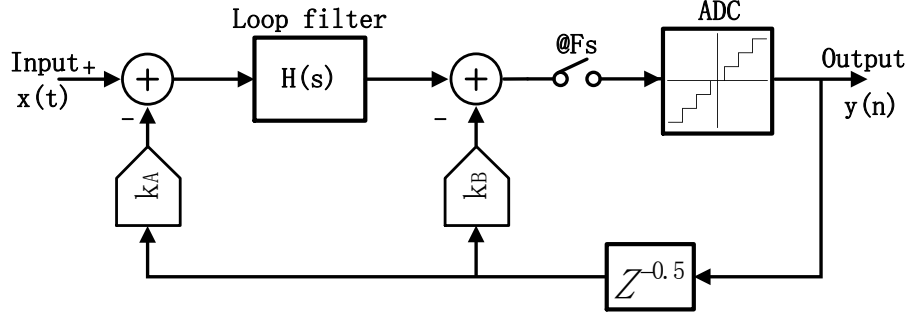 Loop filter
ADC
@Fs
Input
+
Output
x(t)
+
H(s)
+
y(n)
-
-
kA
kB
Z^{-0.5}